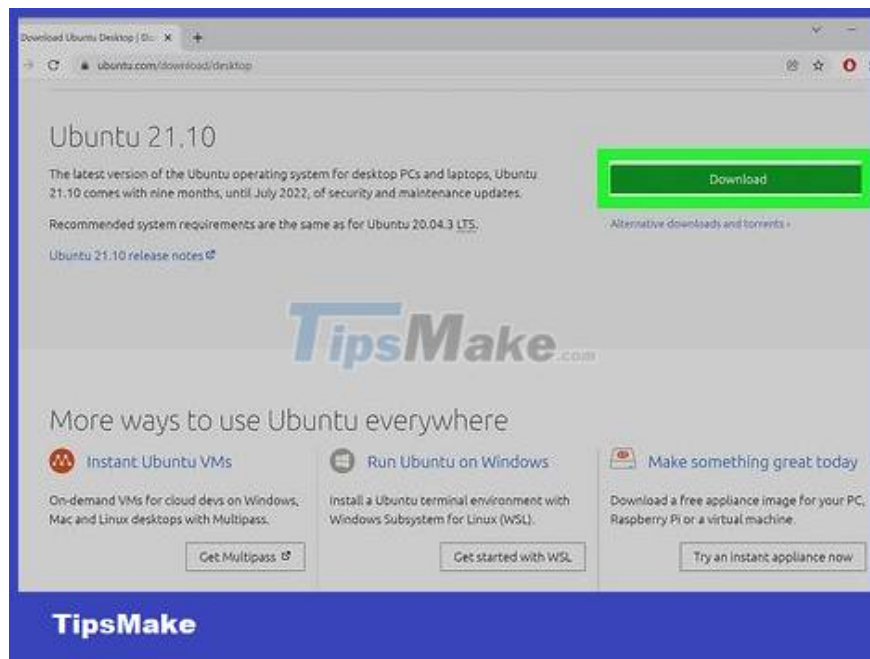 Download Ubuntu Desktop | Do
ubuntu.com/download/desktop
Ubuntu 21.10
The latest version of the Ubuntu operating system for desktop PCs and laptops, Ubuntu
21.10 comes with nine months, until July 2022, of security and maintenance updates.
Recommended system requirements are the same as for Ubuntu 20.04.3 LTS.
Ubuntu 21.10 release notes
Download
Alternative downloads and torrents ›
TipsMake.com
More ways to use Ubuntu everywhere
Instant Ubuntu VMs
On-demand VMs for cloud devs on Windows,
Mac and Linux desktops with Multipass.
Get Multipass
Run Ubuntu on Windows
Install a Ubuntu terminal environment with
Windows Subsystem for Linux (WSL).
Get started with WSL
Make something great today
Download a free appliance image for your PC,
Raspberry Pi or a virtual machine.
Try an instant appliance now
TipsMake